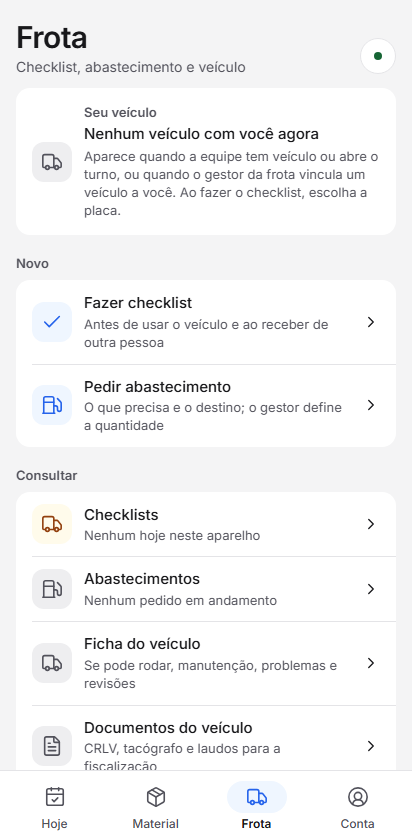 Frota
Checklist, abastecimento e veículo
Seu veículo
Nenhum veículo com você agora
Aparece quando a equipe tem veículo ou abre o
turno, ou quando o gestor da frota vincula um
veículo a você. Ao fazer o checklist, escolha a
placa.
Novo
Fazer checklist
Antes de usar o veículo e ao receber de
outra pessoa
Pedir abastecimento
O que precisa e o destino; o gestor define
a quantidade
Consultar
Checklists
Nenhum hoje neste aparelho
Abastecimentos
Nenhum pedido em andamento
Ficha do veículo
Se pode rodar, manutenção, problemas e
revisões
Documentos do veículo
CRLV, tacógrafo e laudos para a
fiscalização
Hoje
Material
Frota
Conta